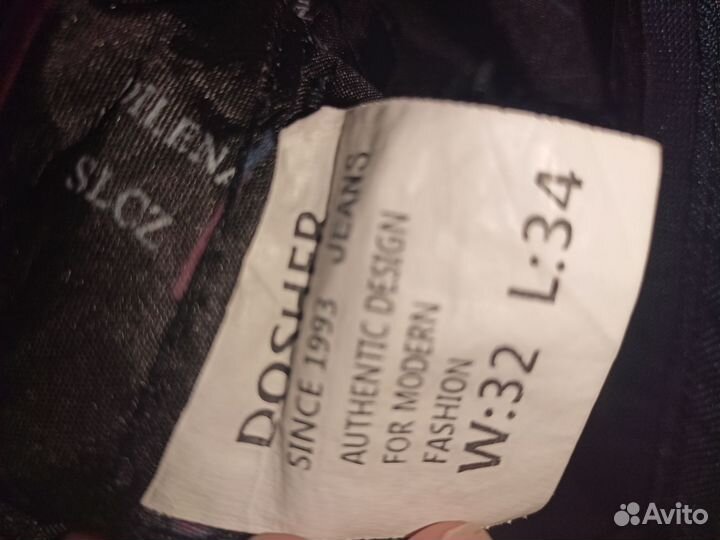 DOSHER
SINCE 1993 JEANS
AUTHENTIC DESIGN
FOR MODERN
FASHION
W:32 L:34
SLCZ
Avito